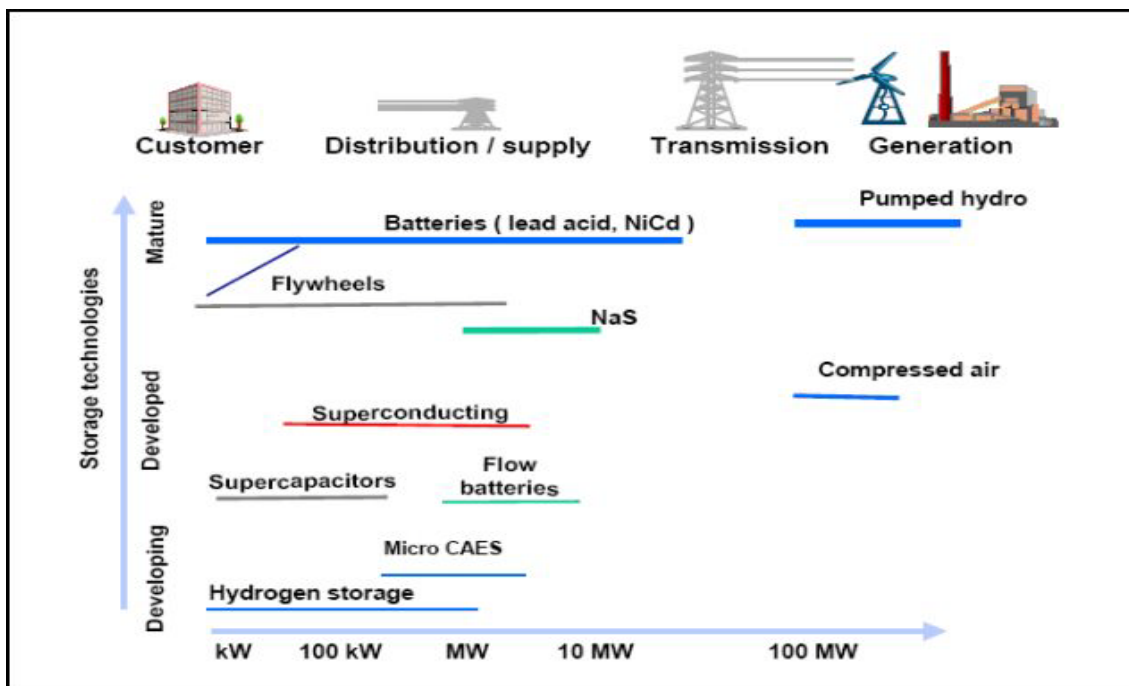 Customer
Distribution / supply
Transmission
Generation
Storage technologies
Mature
Developed
Developing
Pumped hydro
Batteries ( lead acid, NiCd )
Flywheels
NaS
Compressed air
Superconducting
Supercapacitors
Flow
batteries
Micro CAES
Hydrogen storage
kW
100 kW
MW
10 MW
100 MW